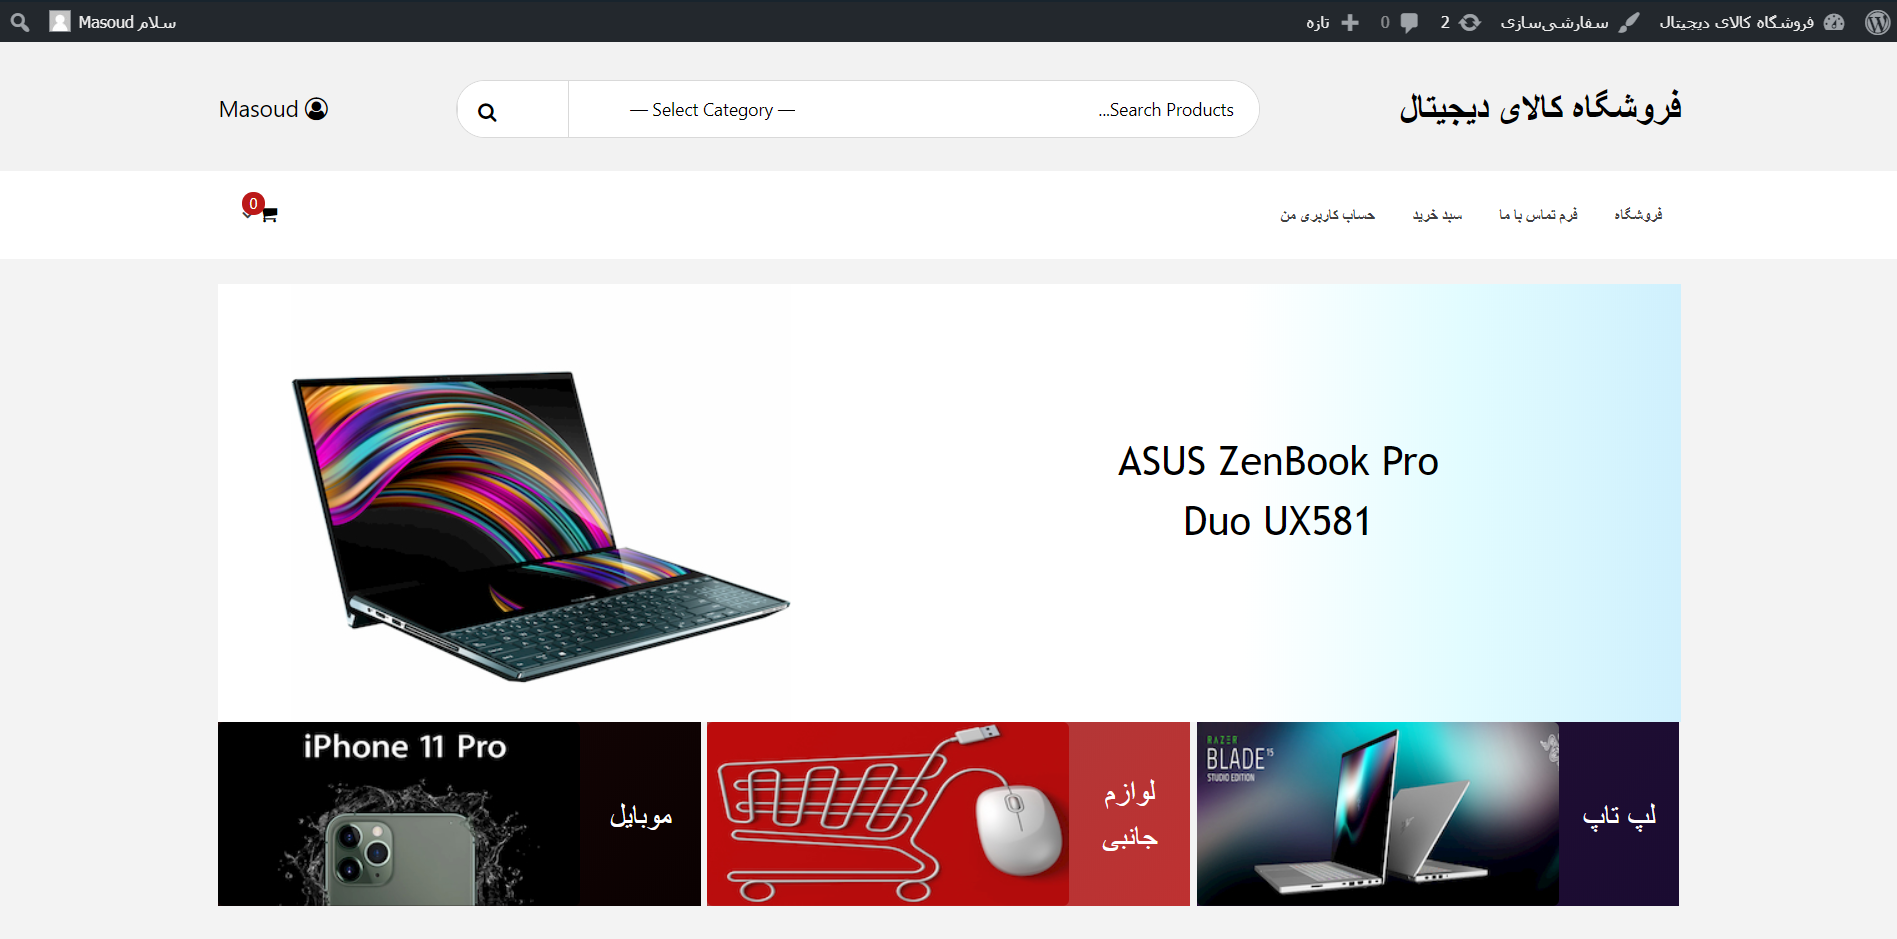 فروشگاه کالای دیجیتال سفارشی‌سازی 2 0 تازه سلام Masoud
فروشگاه کالای دیجیتال
Search Products...
— Select Category —
Masoud
فروشگاه فرم تماس با ما سبد خرید حساب کاربری من
0
ASUS ZenBook Pro
Duo UX581
لپ تاپ
RAZER
BLADE 15
STUDIO EDITION
لوازم
جانبی
موبایل
iPhone 11 Pro